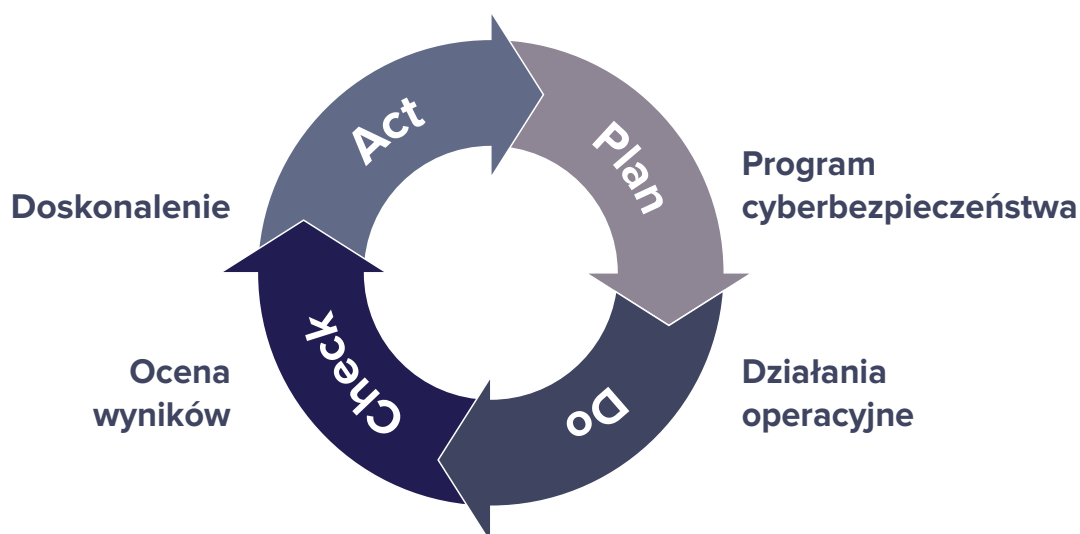 Act
Plan
Program
cyberbezpieczeństwa
Doskonalenie
Check
Do
Ocena
wyników
Działania
operacyjne